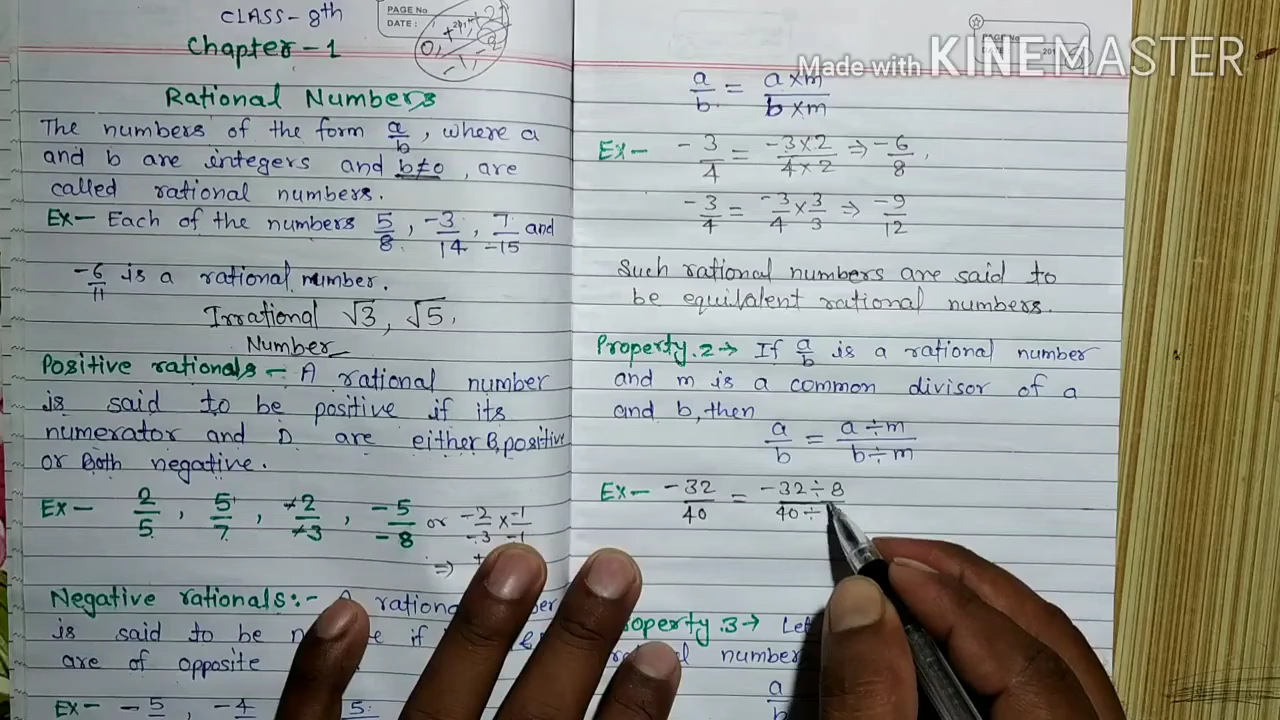 CLASS- 8th
Chapter-1
PAGE No
DATE:
Rational Numbers
The numbers of the form a/b, where a
and b are integers and b≠0, are
called rational numbers.
Ex- Each of the numbers 5/8, -3/14, 7/-15 and
-6/11 is a rational number.
Irrational √3, √5,
Number
Positive rationals- A rational number
is said to be positive if its
numerator and D are either B, positive
or Both negative.
Ex- 2/5, 5/7, -2/-3, -5/-8 or -2/-3 × -1/-1
⇒
Negative rationals:- A
is said to be
are of opposite
Ex- -5 -4 5
Made with KINEMASTER
a/b = a×m/b×m
Ex- -3/4 = -3×2/4×2 ⇒ -6/8,
-3/4 = -3/4 × 3/3 ⇒ -9/12
Such rational numbers are said to
be equivalent rational numbers.
Property.2→ If a/b is a rational number
and m is a common divisor of a
and b, then
a/b = a÷m/b÷m
Ex- -32/40 = -32÷8/40÷
Property.3→ Let
number
a